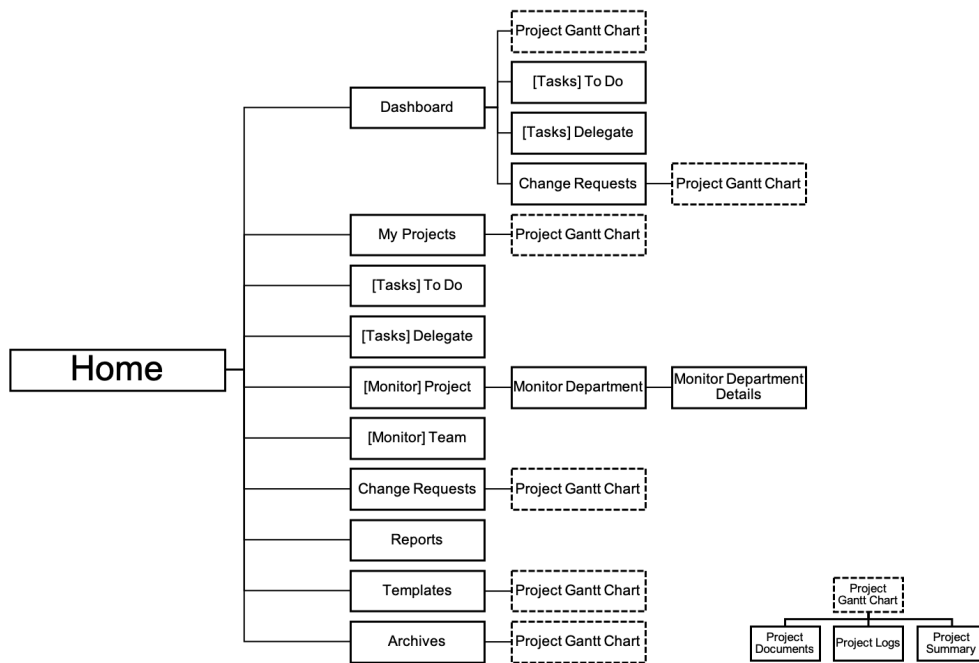 Project Gantt Chart
[Tasks] To Do
Dashboard
[Tasks] Delegate
Change Requests
Project Gantt Chart
My Projects
Project Gantt Chart
[Tasks] To Do
[Tasks] Delegate
Home
[Monitor] Project
Monitor Department
Monitor Department
Details
[Monitor] Team
Change Requests
Project Gantt Chart
Reports
Templates
Project Gantt Chart
Archives
Project Gantt Chart
Project
Gantt Chart
Project
Documents
Project Logs
Project
Summary